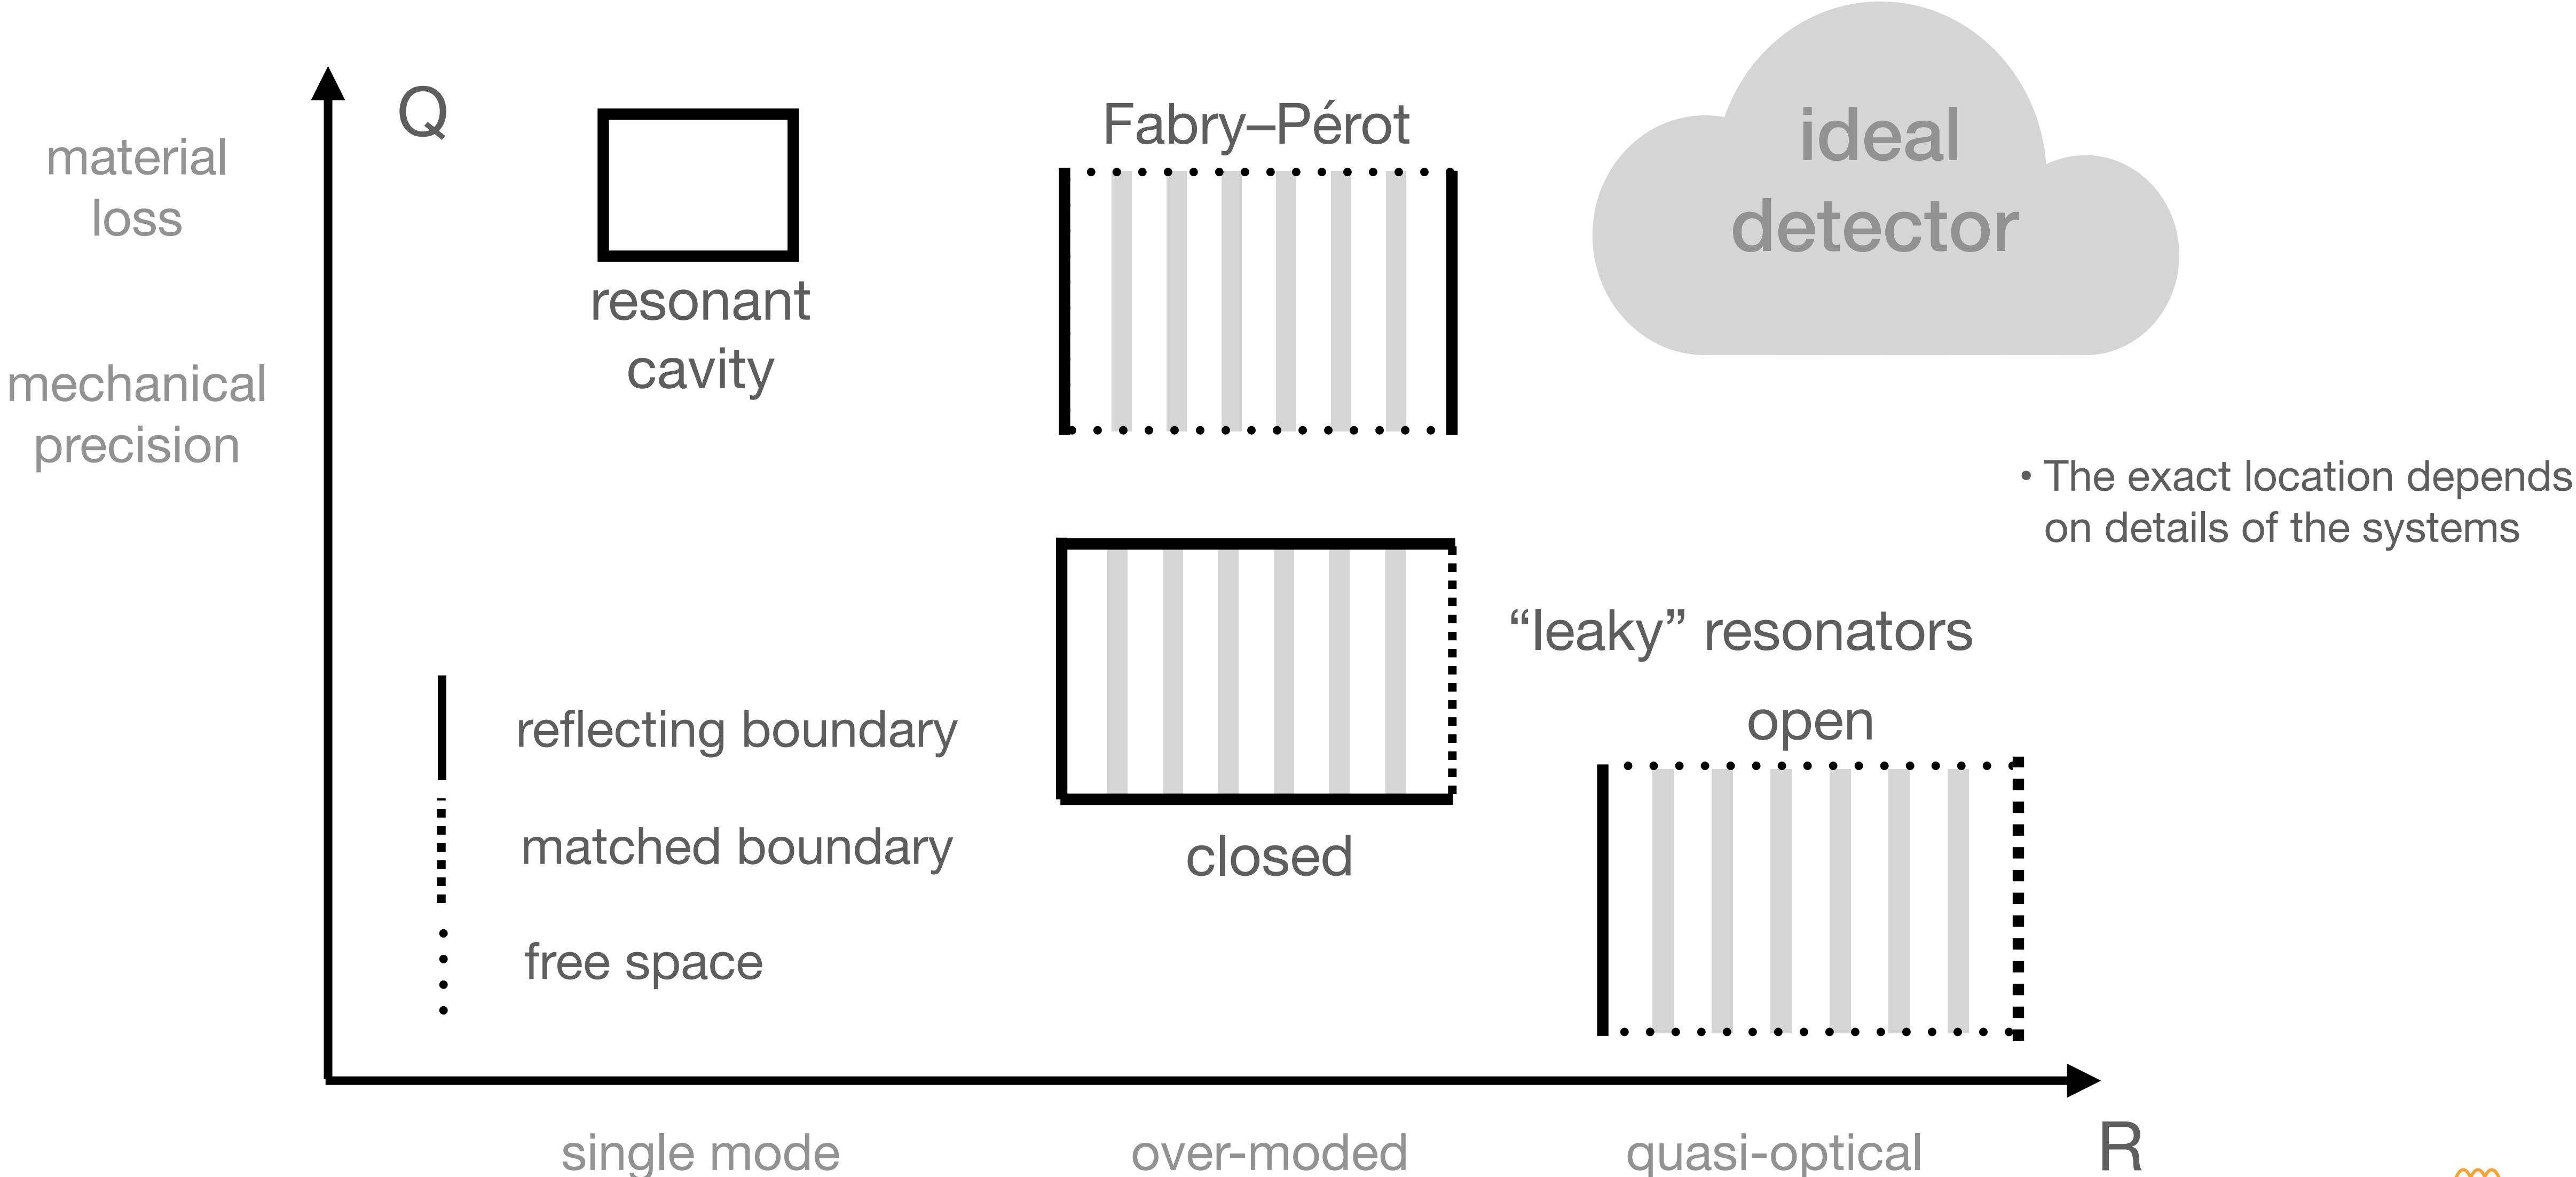 Q
material
loss
mechanical
precision
resonant
cavity
Fabry–Pérot
ideal
detector
• The exact location depends
on details of the systems
“leaky” resonators
open
closed
reflecting boundary
matched boundary
free space
single mode
over-moded
quasi-optical
R